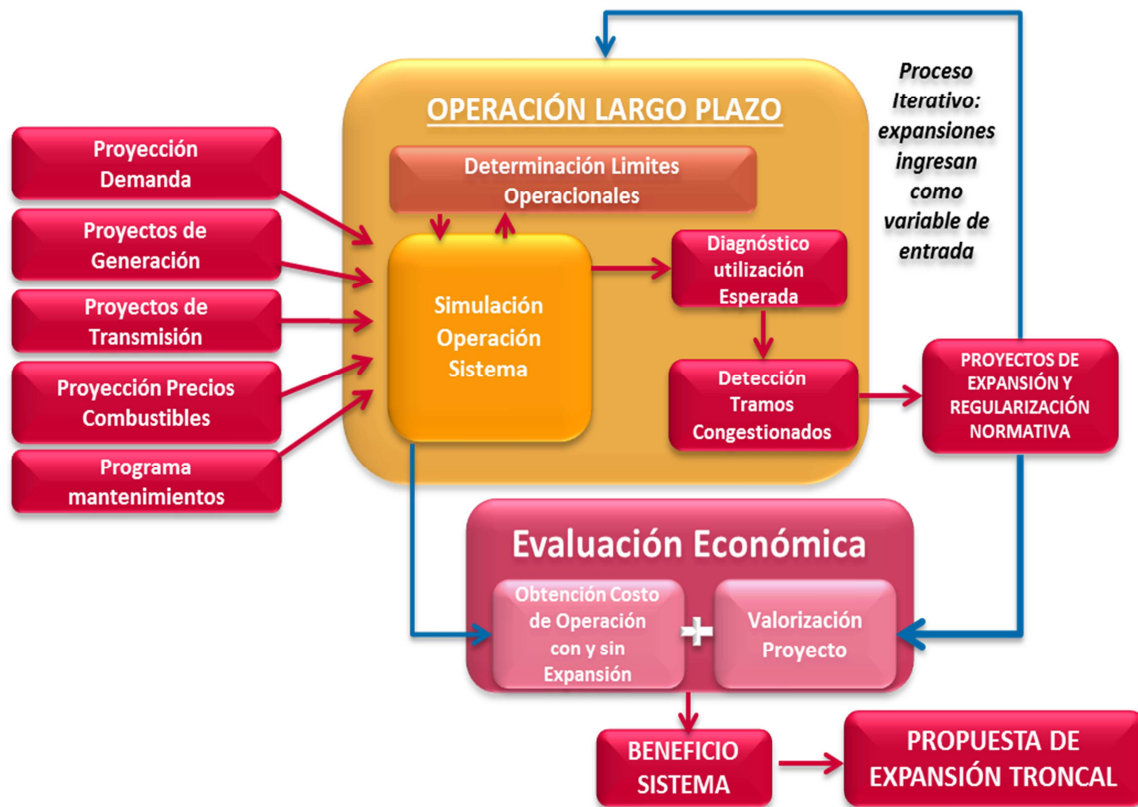 OPERACIÓN LARGO PLAZO
Determinación Limites
Operacionales
Simulación
Operación
Sistema
Diagnóstico
utilización
Esperada
Detección
Tramos
Congestionados
Proyección
Demanda
Proyectos de
Generación
Proyectos de
Transmisión
Proyección Precios
Combustibles
Programa
mantenimientos
Proceso
Iterativo:
expansiones
ingresan
como
variable de
entrada
PROYECTOS DE
EXPANSIÓN Y
REGULARIZACIÓN
NORMATIVA
Evaluación Económica
Obtención Costo
de Operación
con y sin
Expansión
+
Valorización
Proyecto
BENEFICIO
SISTEMA
PROPUESTA DE
EXPANSIÓN TRONCAL